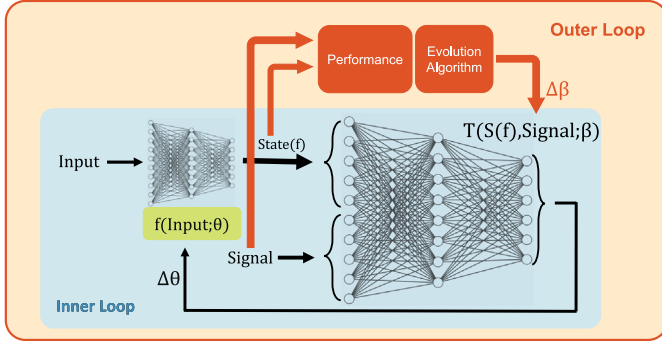 Outer Loop
Performance
Evolution
Algorithm
Δβ
T(S(f),Signal;β)
State(f)
Input
f(Input;θ)
Signal
Δθ
Inner Loop